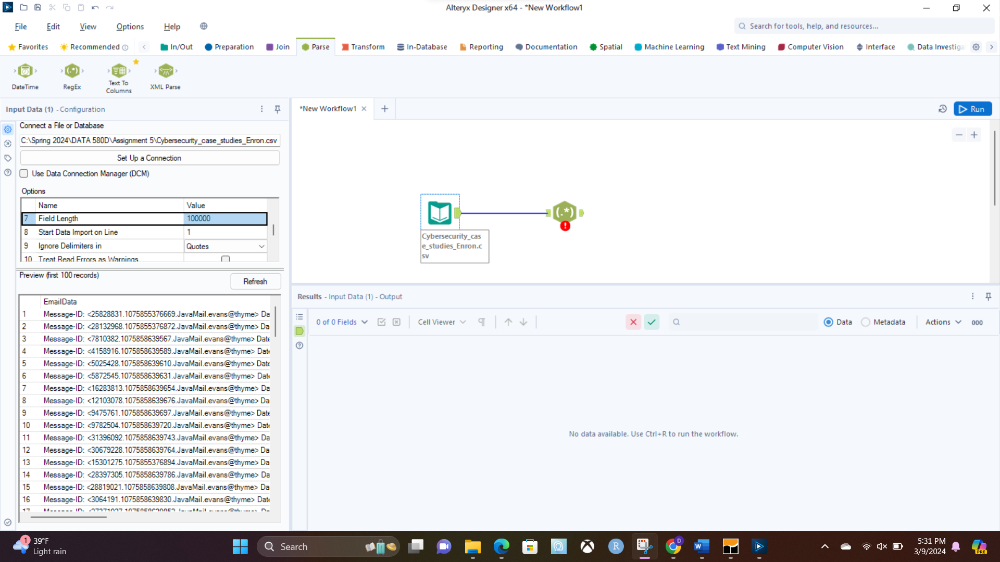 Alteryx Designer x64 - *New Workflow1
File Edit View Options Help
Search for tools, help, and resources...
Favorites Recommended In/Out Preparation Join Parse Transform In-Database Reporting Documentation Spatial Machine Learning Text Mining Computer Vision Interface Data Investiga
DateTime RegEx Text To Columns XML Parse
Input Data (1) - Configuration
*New Workflow1
Run
Connect a File or Database
C:\Spring 2024\DATA 580D\Assignment 5\Cybersecurity_case_studies_Enron.csv
Set Up a Connection
Use Data Connection Manager (DCM)
Options
Name Value
7 Field Length 100000
8 Start Data Import on Line 1
9 Ignore Delimiters in Quotes
10 Treat Read Errors as Warnings
(.*)
Cybersecurity_cas
e_studies_Enron.c
sv
Preview (first 100 records)
Refresh
EmailData
1 Message-ID: <25828831.1075855376669.JavaMail.evans@thyme> Da
2 Message-ID: <28132968.1075855376872.JavaMail.evans@thyme> Da
3 Message-ID: <7810382.1075858639567.JavaMail.evans@thyme> Date
4 Message-ID: <4158916.1075858639589.JavaMail.evans@thyme> Date
5 Message-ID: <5025428.1075858639610.JavaMail.evans@thyme> Date
6 Message-ID: <5872545.1075858639631.JavaMail.evans@thyme> Date
7 Message-ID: <16283813.1075858639654.JavaMail.evans@thyme> Da
8 Message-ID: <12103078.1075858639676.JavaMail.evans@thyme> Da
9 Message-ID: <9475761.1075858639697.JavaMail.evans@thyme> Date
10 Message-ID: <9782504.1075858639720.JavaMail.evans@thyme> Date
11 Message-ID: <31396092.1075858639743.JavaMail.evans@thyme> Da
12 Message-ID: <30679228.1075858639764.JavaMail.evans@thyme> Da
13 Message-ID: <15301275.1075855376894.JavaMail.evans@thyme> Da
14 Message-ID: <28397305.1075858639786.JavaMail.evans@thyme> Da
15 Message-ID: <28819021.1075858639808.JavaMail.evans@thyme> Da
16 Message-ID: <3064191.1075858639830.JavaMail.evans@thyme> Date
Results - Input Data (1) - Output
0 of 0 Fields Cell Viewer Data Metadata Actions 000
No data available. Use Ctrl+R to run the workflow.
1 39°F
Light rain
Search
5:31 PM
3/9/2024
PRE